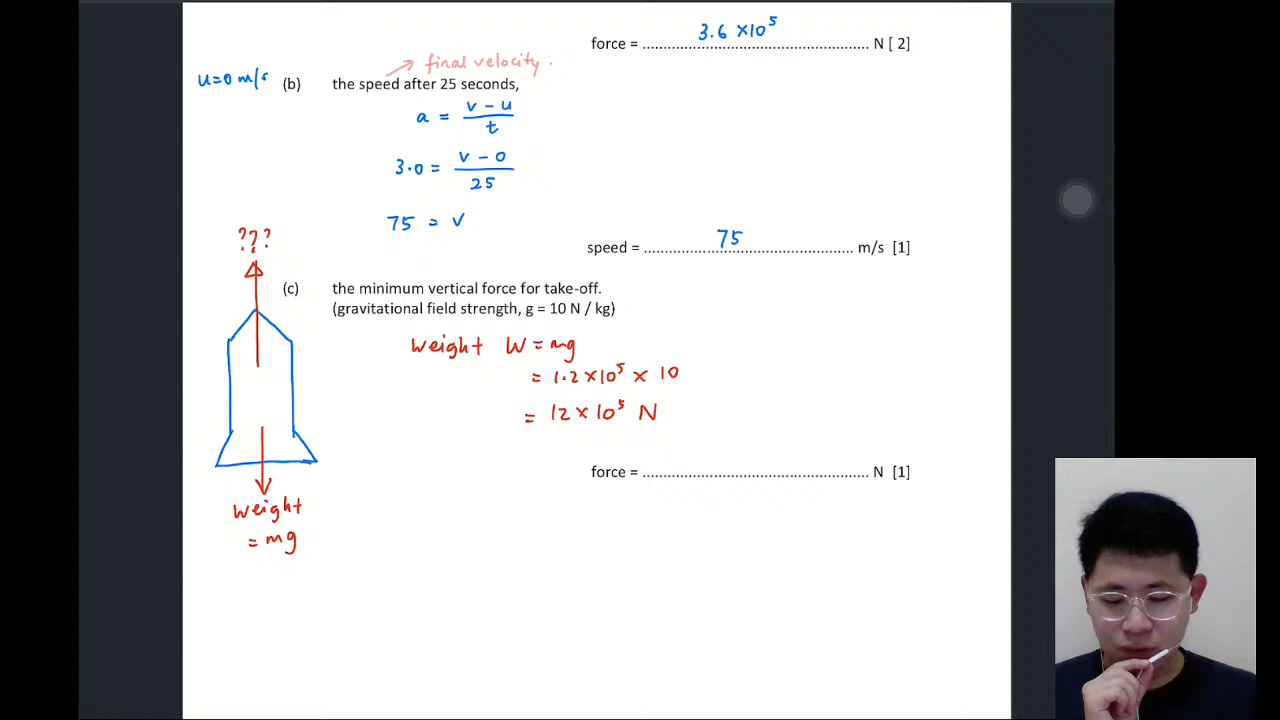 force = 3.6 ×10⁵ N [ 2]
final velocity .
u=0 m/s (b) the speed after 25 seconds,
a = v - u / t
3.0 = v - 0 / 25
75 = v
speed = 75 m/s [1]
???
(c) the minimum vertical force for take-off.
(gravitational field strength, g = 10 N / kg)
Weight W = mg
= 1.2 ×10⁵ × 10
= 12 × 10⁵ N
force = N [1]
Weight
= mg